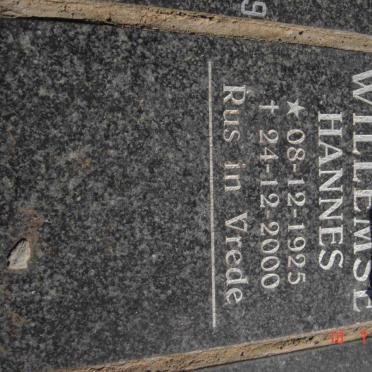 WILLEMSE
HANNES
★ 08-12-1925
† 24-12-2000
Rus in Vrede